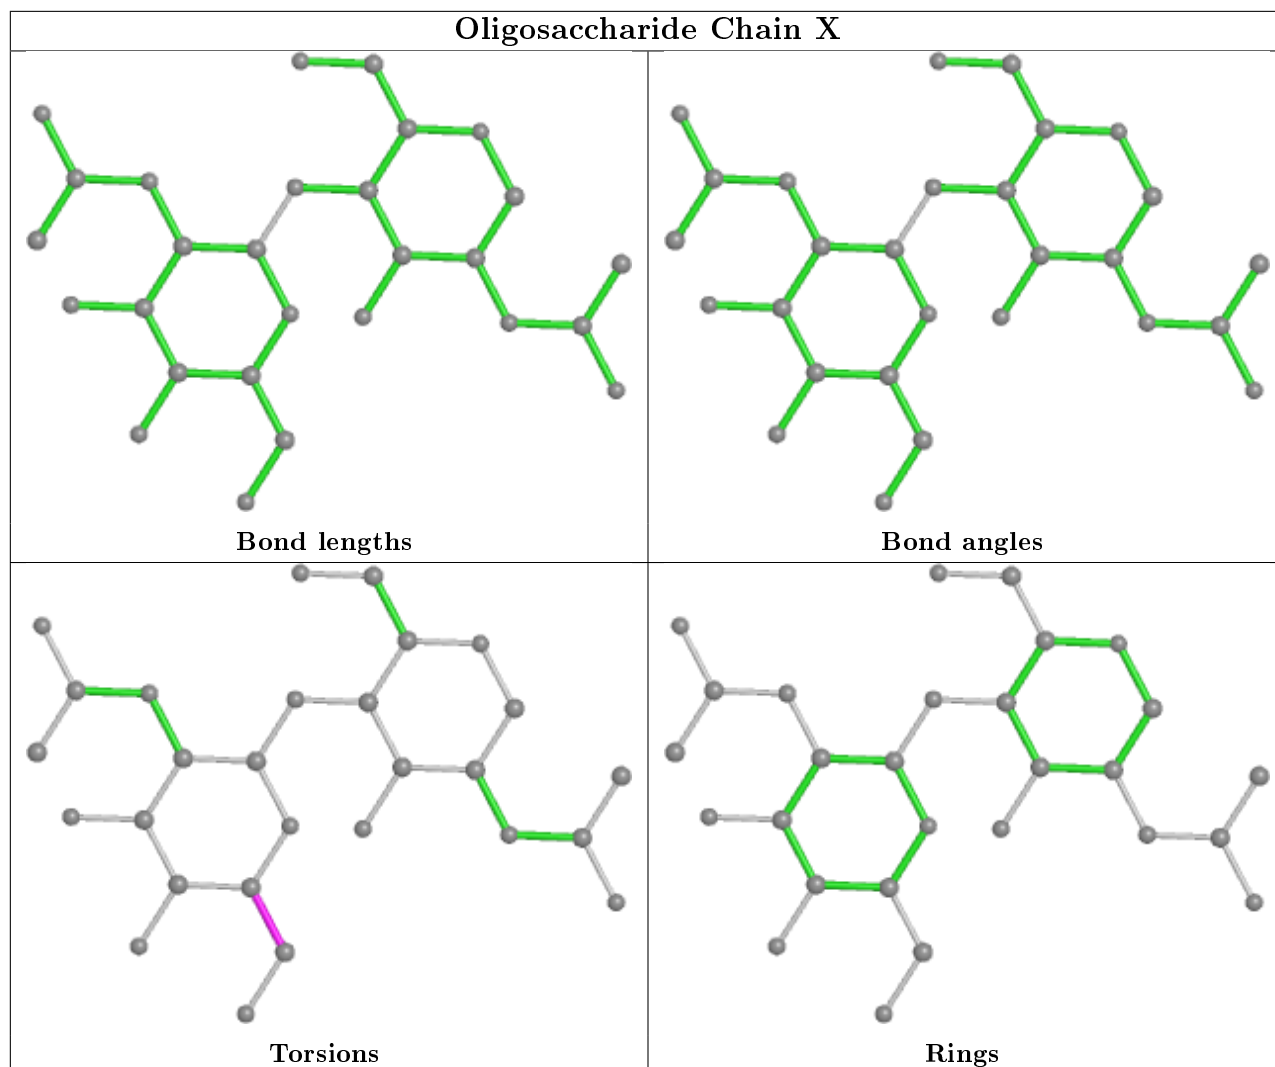 Oligosaccharide Chain X
Bond lengths
Bond angles
Torsions
Rings